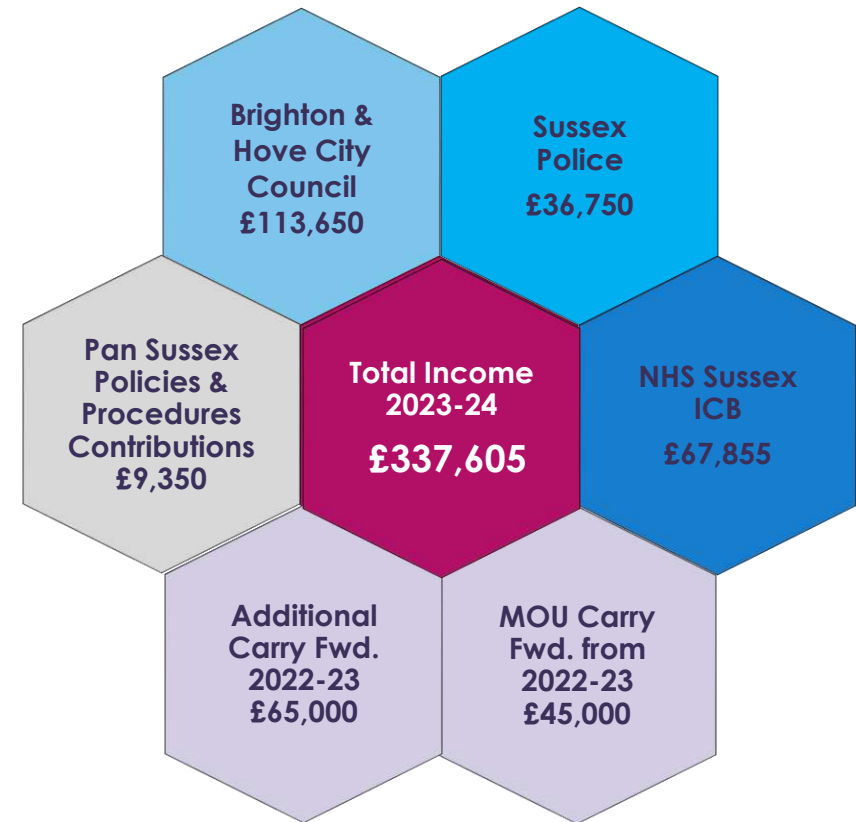 Brighton &
Hove City
Council
£113,650
Sussex
Police
£36,750
Pan Sussex
Policies &
Procedures
Contributions
£9,350
Total Income
2023-24
£337,605
NHS Sussex
ICB
£67,855
Additional
Carry Fwd.
2022-23
£65,000
MOU Carry
Fwd. from
2022-23
£45,000